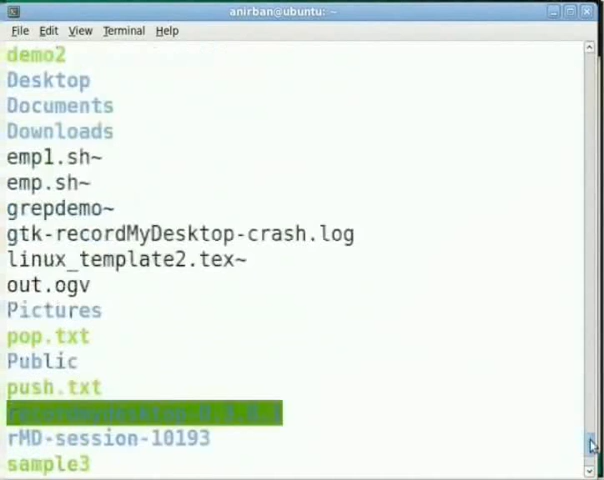 anirban@ubuntu: ~
File Edit View Terminal Help
demo2
Desktop
Documents
Downloads
emp1.sh~
emp.sh~
grepdemo~
gtk-recordMyDesktop-crash.log
linux_template2.tex~
out.ogv
Pictures
pop.txt
Public
push.txt
rMD-session-10193
sample3